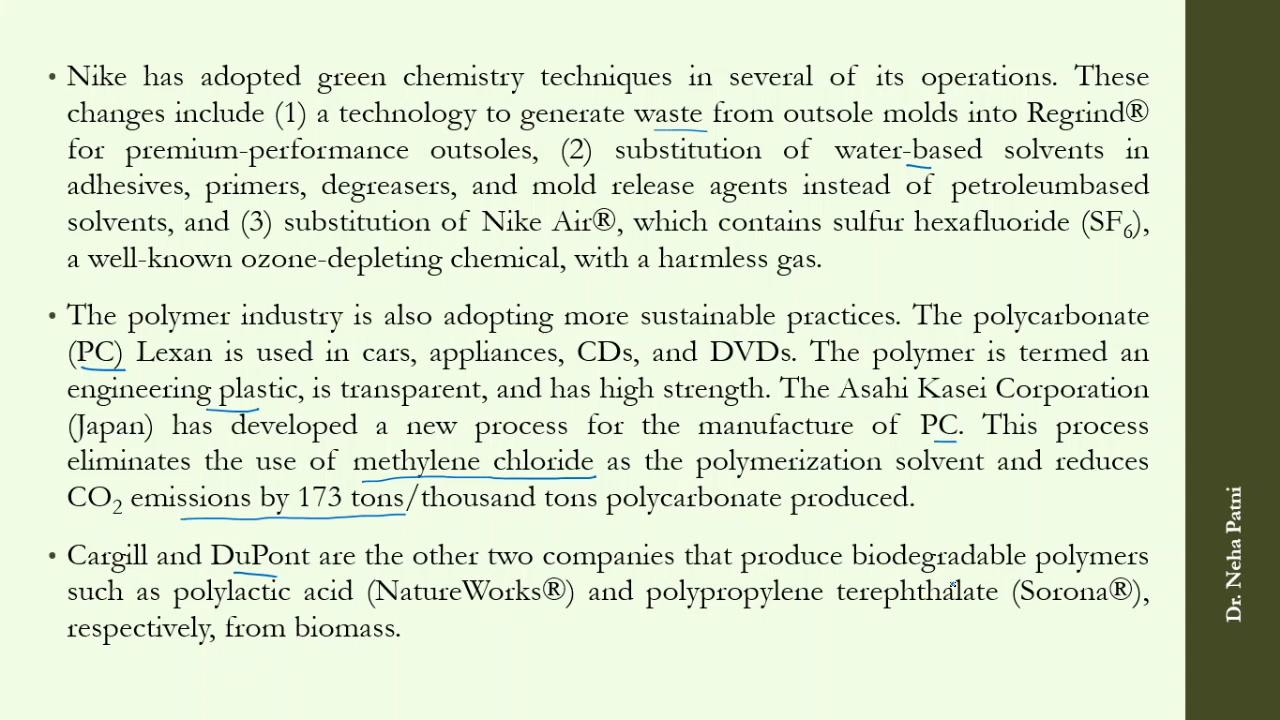 • Nike has adopted green chemistry techniques in several of its operations. These
changes include (1) a technology to generate waste from outsole molds into Regrind®
for premium-performance outsoles, (2) substitution of water-based solvents in
adhesives, primers, degreasers, and mold release agents instead of petroleumbased
solvents, and (3) substitution of Nike Air®, which contains sulfur hexafluoride (SF₆),
a well-known ozone-depleting chemical, with a harmless gas.
• The polymer industry is also adopting more sustainable practices. The polycarbonate
(PC) Lexan is used in cars, appliances, CDs, and DVDs. The polymer is termed an
engineering plastic, is transparent, and has high strength. The Asahi Kasei Corporation
(Japan) has developed a new process for the manufacture of PC. This process
eliminates the use of methylene chloride as the polymerization solvent and reduces
CO₂ emissions by 173 tons/thousand tons polycarbonate produced.
• Cargill and DuPont are the other two companies that produce biodegradable polymers
such as polylactic acid (NatureWorks®) and polypropylene terephthalate (Sorona®),
respectively, from biomass.
Dr. Neha Patni